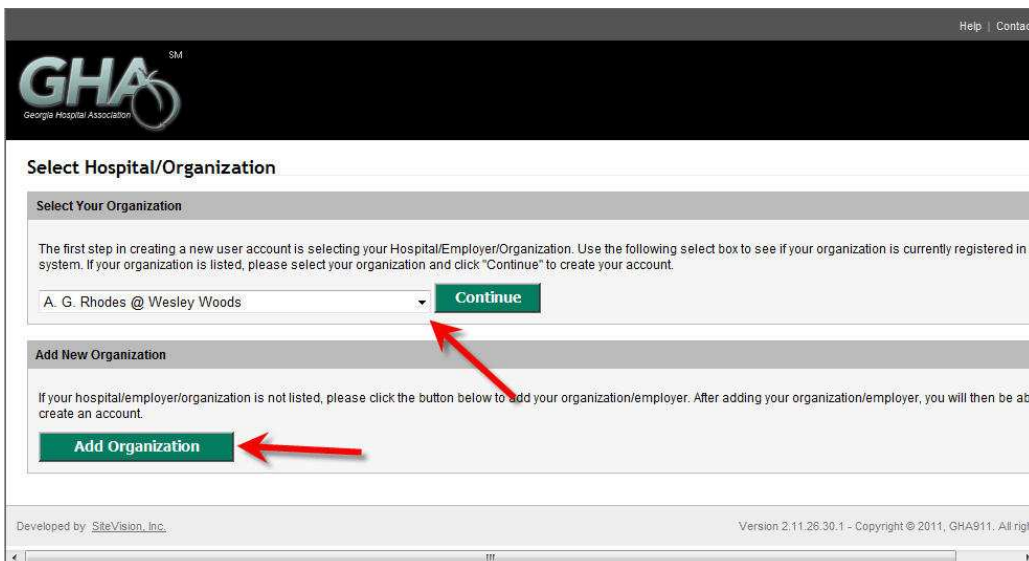 Help | Contac
GHA SM
Georgia Hospital Association
Select Hospital/Organization
Select Your Organization
The first step in creating a new user account is selecting your Hospital/Employer/Organization. Use the following select box to see if your organization is currently registered in
system. If your organization is listed, please select your organization and click "Continue" to create your account.
A. G. Rhodes @ Wesley Woods
Continue
Add New Organization
If your hospital/employer/organization is not listed, please click the button below to add your organization/employer. After adding your organization/employer, you will then be ab
create an account.
Add Organization
Developed by SiteVision, Inc.
Version 2.11.26.30.1 - Copyright © 2011, GHA911. All righ